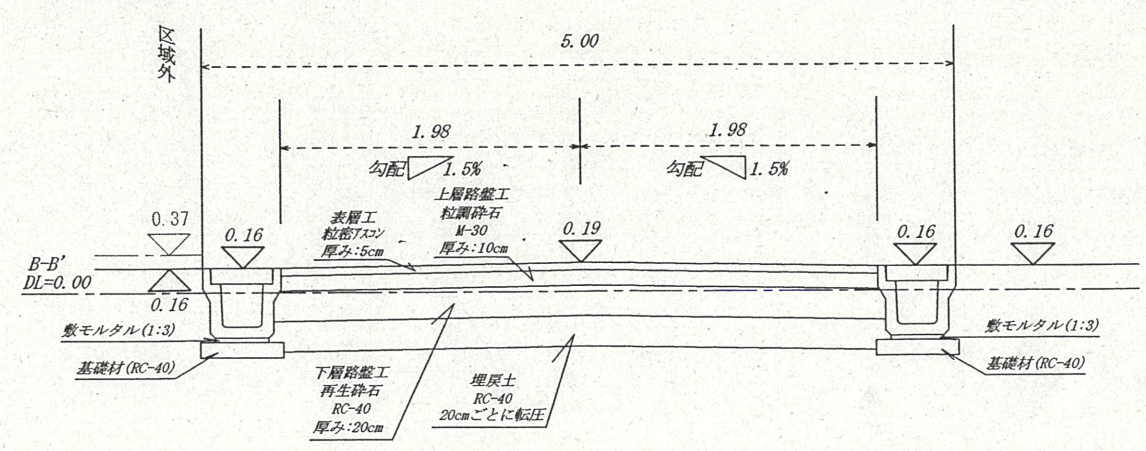 区域外
5.00
1.98
1.98
勾配 1.5%
勾配 1.5%
上層路盤工
粒調砕石
M-30
厚み:10cm
表層工
粒密アスコン
厚み:5cm
0.37
0.16
0.19
0.16
0.16
B-B'
DL=0.00
0.16
敷モルタル(1:3)
基礎材(RC-40)
敷モルタル(1:3)
基礎材(RC-40)
下層路盤工
再生砕石
RC-40
厚み:20cm
埋戻土
RC-40
20cmごとに転圧